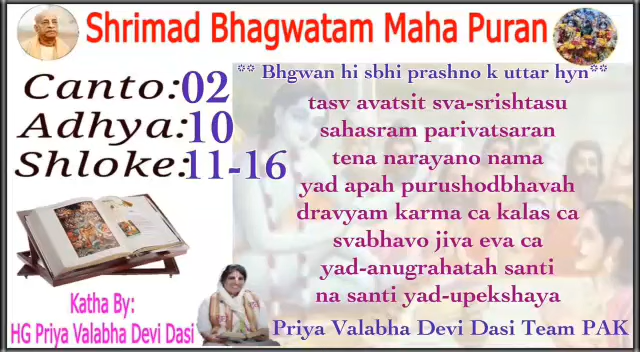 Shrimad Bhagwatam Maha Puran
Canto:02
Adhya:10
Shloke:11-16
** Bhgwan hi sbhi prashno k uttar hyn**
tasv avatsit sva-srishtasu
sahasram parivatsaran
tena narayano nama
yad apah purushodbhavah
dravyam karma ca kalas ca
svabhavo jiva eva ca
yad-anugrahatah santi
na santi yad-upekshaya
Katha By:
HG Priya Valabha Devi Dasi
Priya Valabha Devi Dasi Team PAK